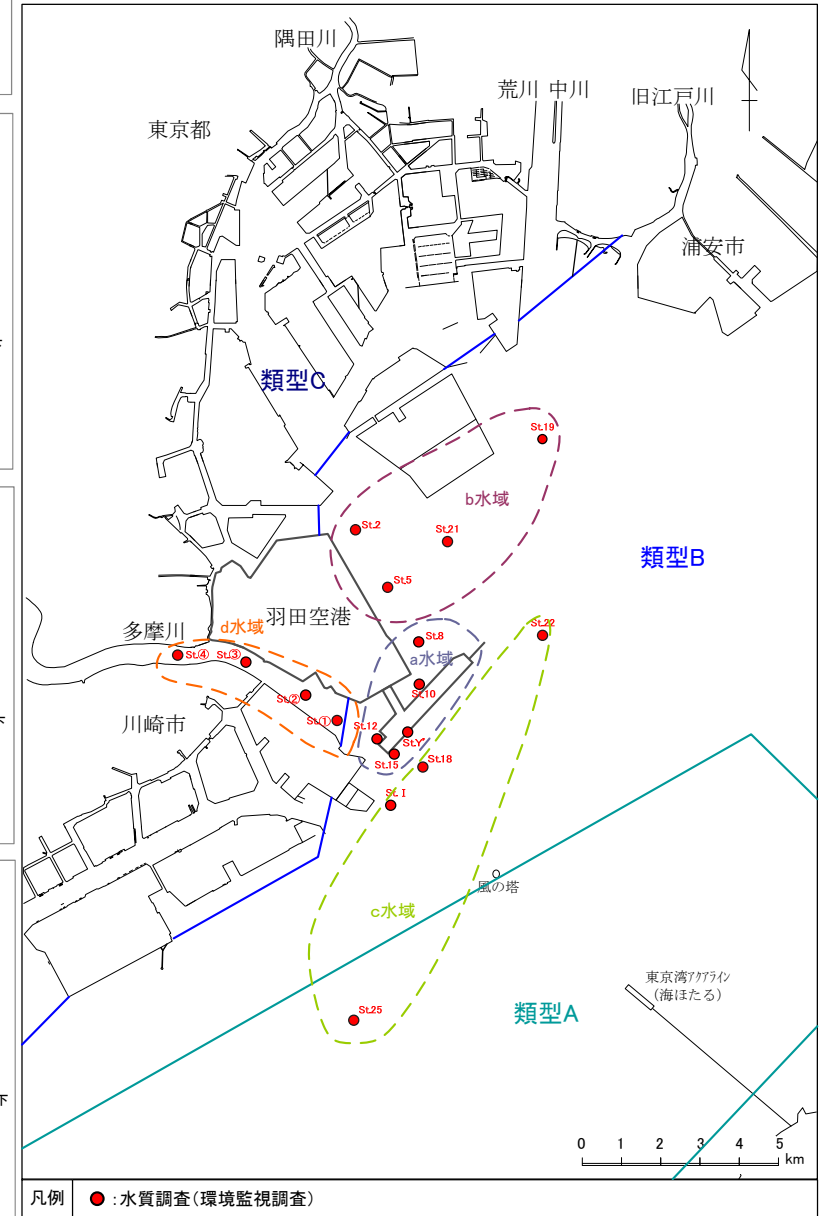 隅田川
荒川 中川
旧江戸川
東京都
浦安市
類型C
St.19
b水域
St.2
St.21
St.5
類型B
多摩川
d水域
羽田空港
St.8
St.22
St.④
St.③
a水域
St.10
St.②
St.①
川崎市
St.12
St.Y
St.15
St.18
St.I
風の塔
c水域
東京湾アクアライン
(海ほたる)
St.25
類型A
下
0 1 2 3 4 5
km
凡例
:水質調査(環境監視調査)